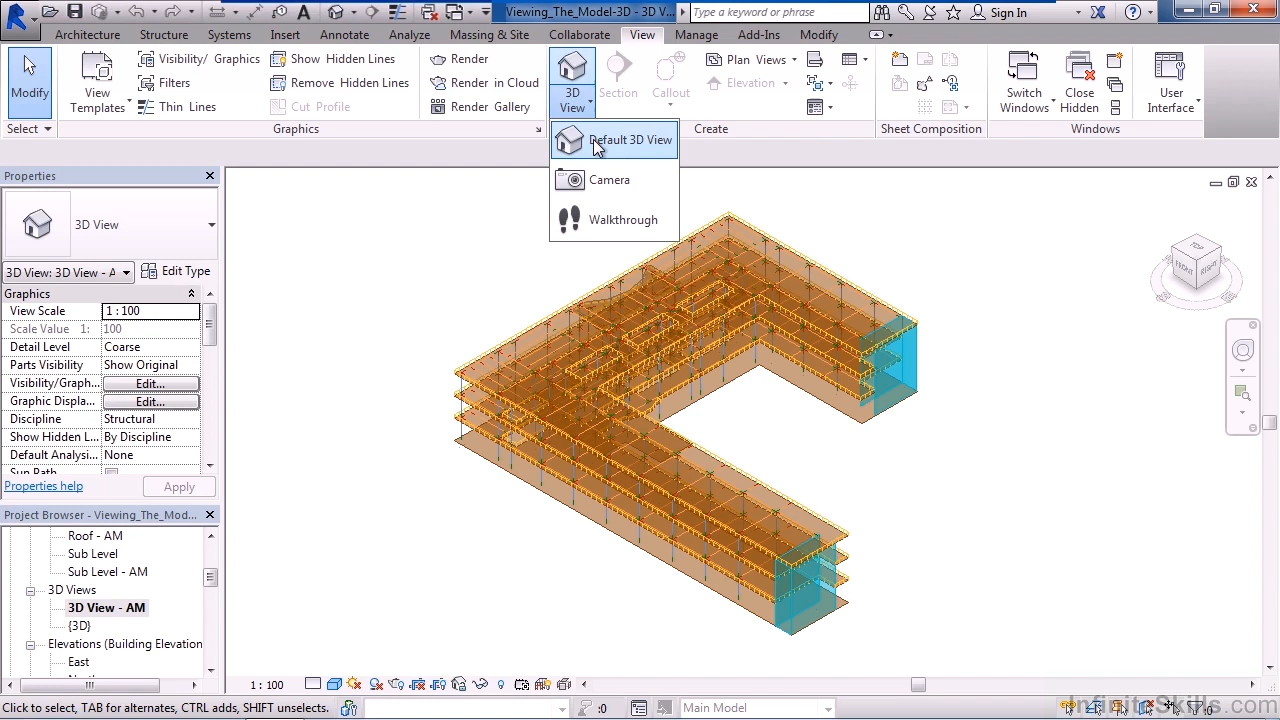 Viewing_The_Model-3D - 3D V...
Type a keyword or phrase
Sign In
Architecture Structure Systems Insert Annotate Analyze Massing & Site Collaborate View Manage Add-Ins Modify
Modify
View Templates
Visibility/ Graphics
Filters
Thin Lines
Show Hidden Lines
Remove Hidden Lines
Cut Profile
Render
Render in Cloud
Render Gallery
3D View
Section
Callout
Plan Views
Elevation
Switch Windows
Close Hidden
User Interface
Select
Graphics
Create
Sheet Composition
Windows
Default 3D View
Camera
Walkthrough
Properties
3D View
3D View: 3D View - A
Edit Type
Graphics
View Scale 1 : 100
Scale Value 1: 100
Detail Level Coarse
Parts Visibility Show Original
Visibility/Graph... Edit...
Graphic Displa... Edit...
Discipline Structural
Show Hidden L... By Discipline
Default Analysi... None
Sun Path
Properties help
Apply
Project Browser - Viewing_The_Mod...
Roof - AM
Sub Level
Sub Level - AM
3D Views
3D View - AM
{3D}
Elevations (Building Elevation
East
TOP
FRONT
RIGHT
1 : 100
Click to select, TAB for alternates, CTRL adds, SHIFT unselects.
:0
Main Model
InfiniteSkills.com